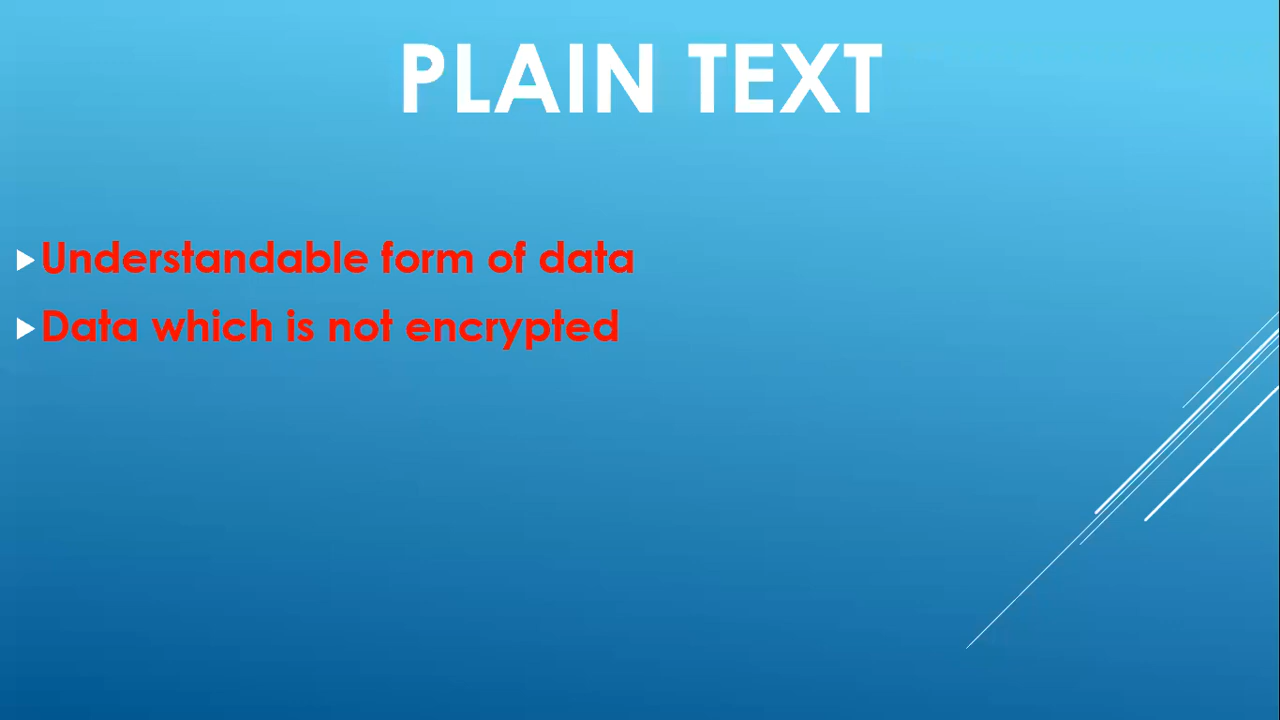 PLAIN TEXT
Understandable form of data
Data which is not encrypted